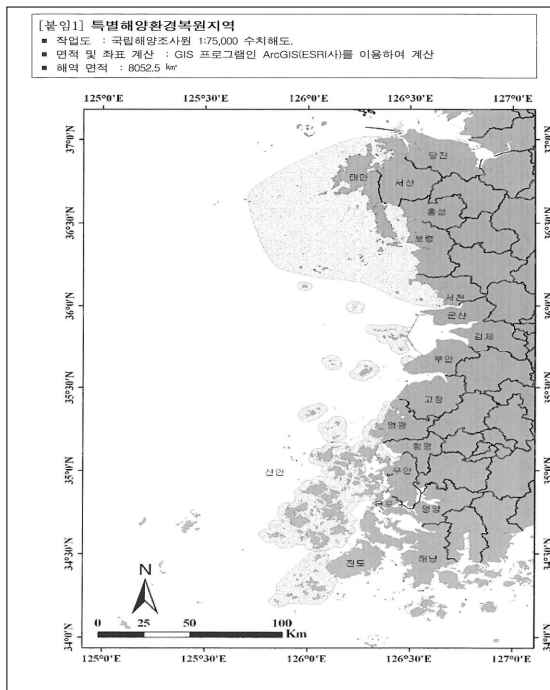 [붙임1] 특별해양환경복원지역
▪ 작업도 : 국립해양조사원 1:75,000 수치해도.
▪ 면적 및 좌표 계산 : GIS 프로그램인 ArcGIS(ESRI사)를 이용하여 계산
▪ 해역 면적 : 8052.5 ㎢
125°0'E 125°30'E 126°0'E 126°30'E 127°0'E
37°0'N
당진
태안 서산
36°30'N
홍성
보령
36°0'N
서천
군산
김제
부안
35°30'N
고창
영광
함평
35°0'N
신안
무안
목포
영암
34°30'N
진도
해남
N
0 25 50 100
Km
34°0'N
125°0'E 125°30'E 126°0'E 126°30'E 127°0'E